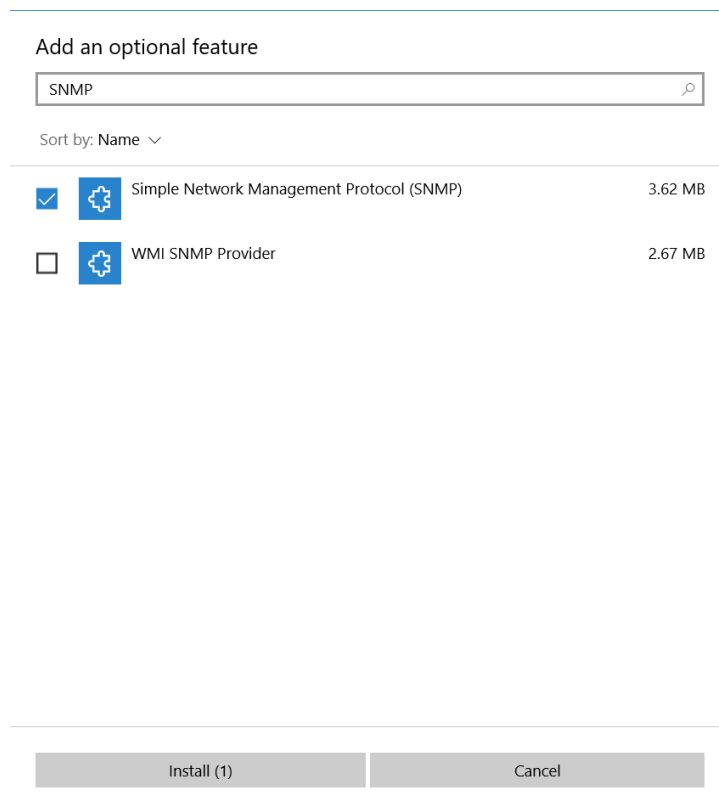 Add an optional feature
SNMP
Sort by: Name
Simple Network Management Protocol (SNMP) 3.62 MB
WMI SNMP Provider 2.67 MB
Install (1) Cancel